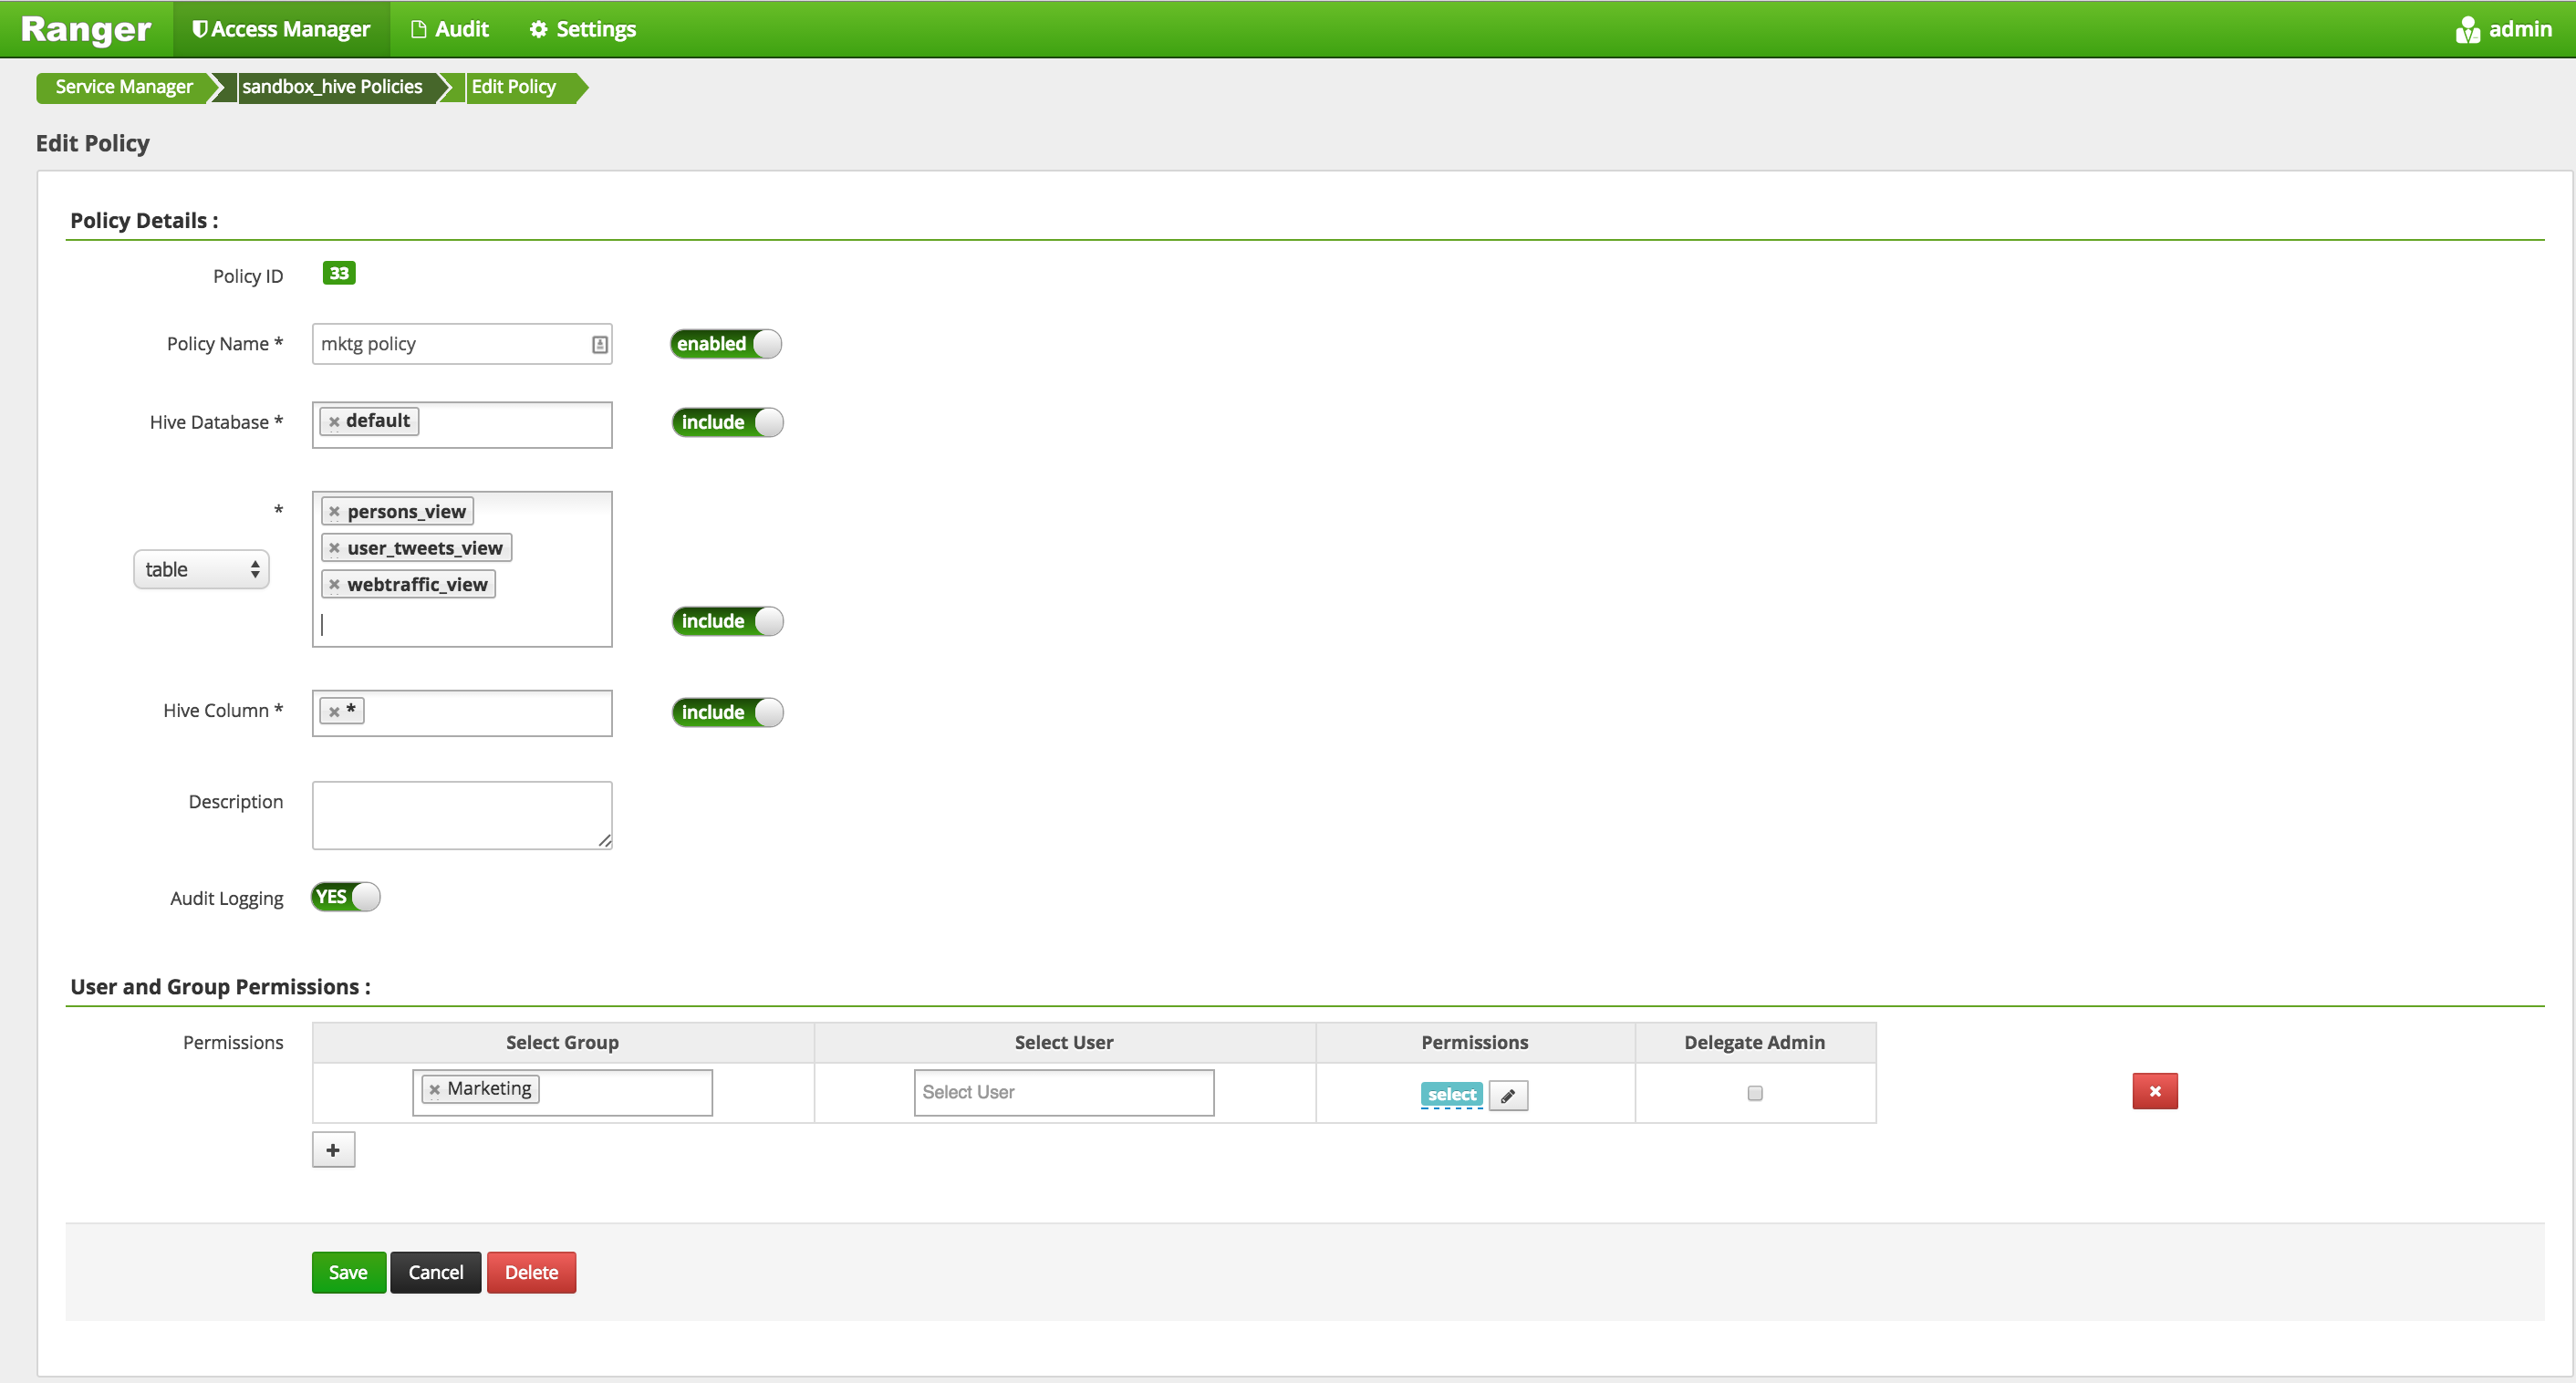 Ranger Access Manager Audit Settings admin
Service Manager sandbox_hive Policies Edit Policy
Edit Policy
Policy Details :
Policy ID 33
Policy Name * mktg policy enabled
Hive Database * × default include
* × persons_view
× user_tweets_view
table
× webtraffic_view
include
Hive Column * × * include
Description
Audit Logging YES
User and Group Permissions :
Permissions Select Group Select User Permissions Delegate Admin
× Marketing Select User select ×
+
Save Cancel Delete